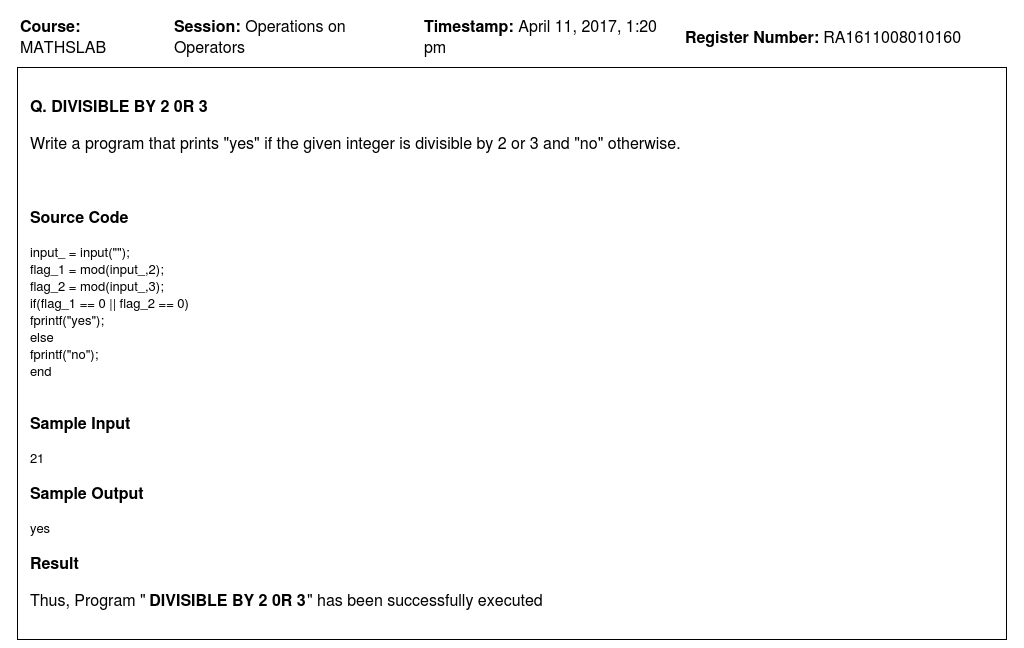 Course: MATHSLAB
Session: Operations on Operators
Timestamp: April 11, 2017, 1:20 pm
Register Number: RA1611008010160
Q. DIVISIBLE BY 2 0R 3
Write a program that prints "yes" if the given integer is divisible by 2 or 3 and "no" otherwise.
Source Code
input_ = input("");
flag_1 = mod(input_,2);
flag_2 = mod(input_,3);
if(flag_1 == 0 || flag_2 == 0)
fprintf("yes");
else
fprintf("no");
end
Sample Input
21
Sample Output
yes
Result
Thus, Program " DIVISIBLE BY 2 0R 3" has been successfully executed